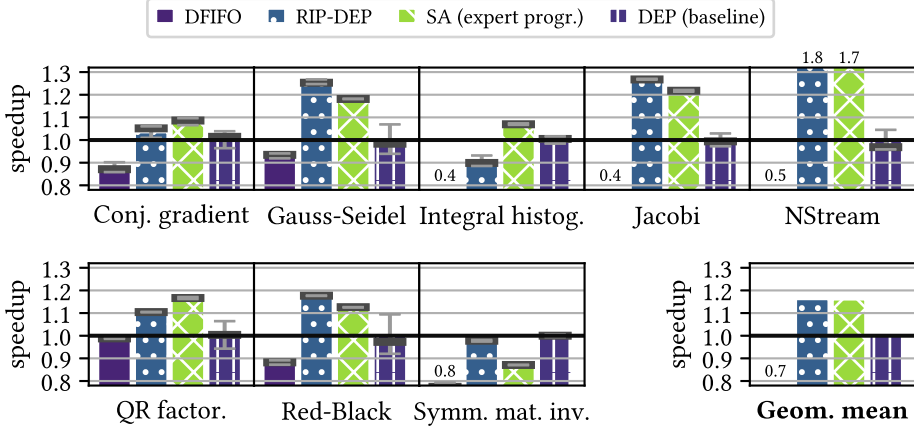 DFIFO RIP-DEP SA (expert progr.) DEP (baseline)
1.8 1.7
speedup
1.3
1.2
1.1
1.0
0.9
0.8
0.4 0.4 0.5
Conj. gradient Gauss-Seidel Integral histog. Jacobi NStream
speedup
1.3
1.2
1.1
1.0
0.9
0.8
0.8
QR factor. Red-Black Symm. mat. inv.
speedup
1.3
1.2
1.1
1.0
0.9
0.8
0.7
Geom. mean